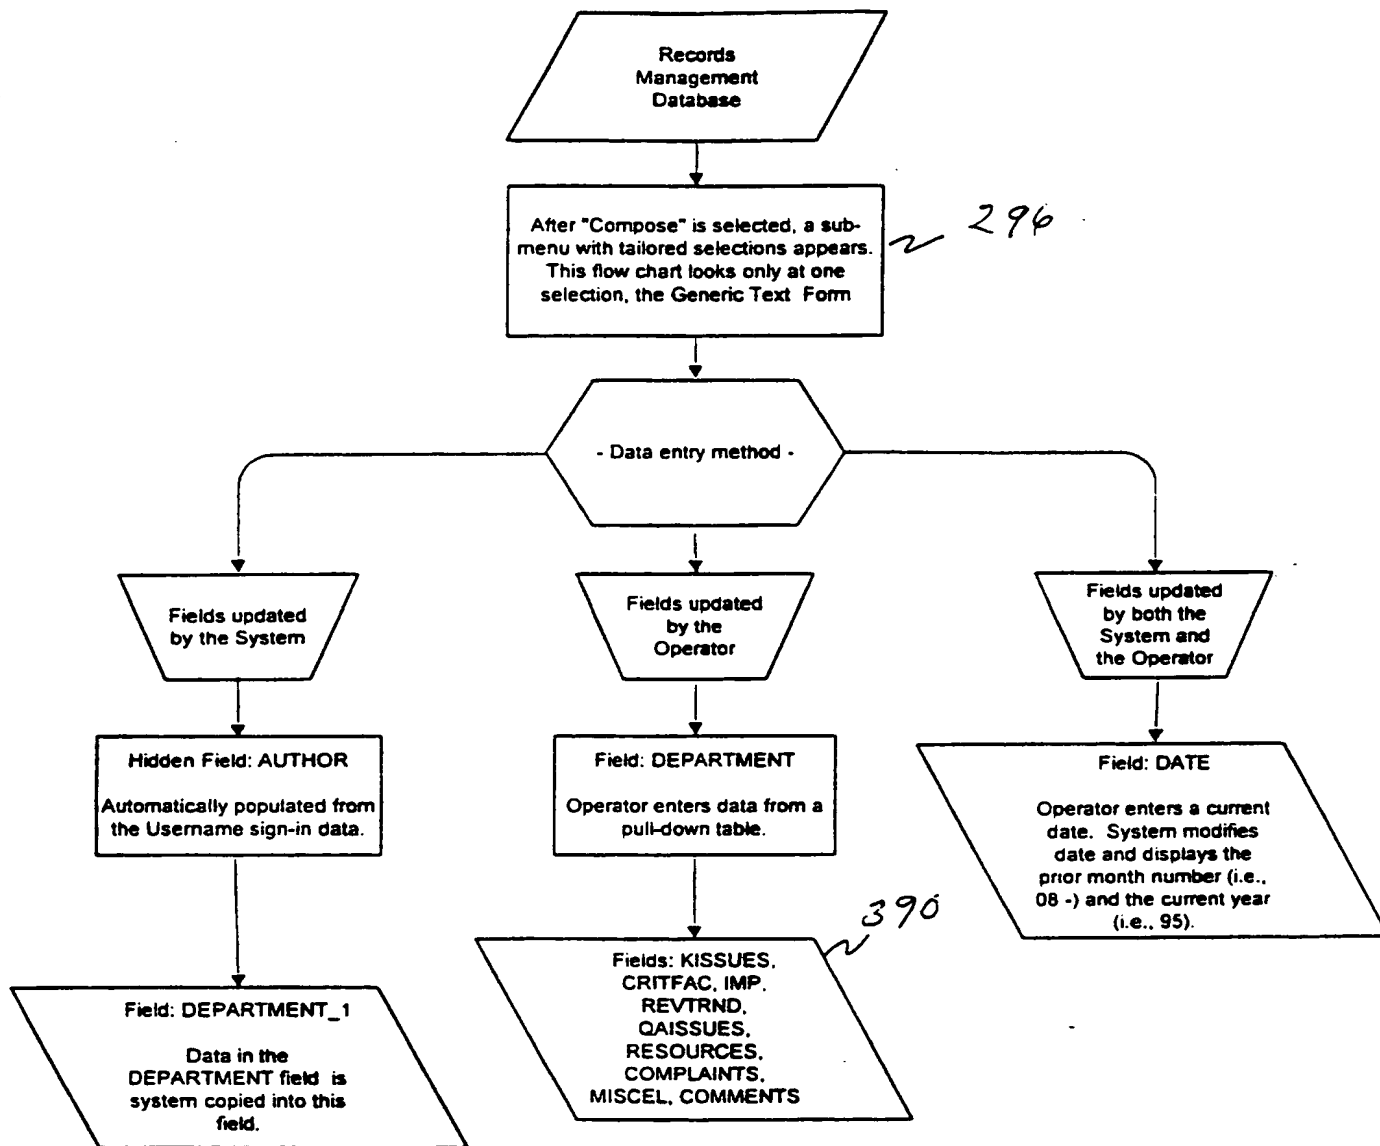 Records
Management
Database
After "Compose" is selected, a sub-
menu with tailored selections appears.
This flow chart looks only at one
selection, the Generic Text Form
296
- Data entry method -
Fields updated
by the System
Fields updated
by the
Operator
Fields updated
by both the
System and
the Operator
Hidden Field: AUTHOR
Automatically populated from
the Username sign-in data.
Field: DEPARTMENT
Operator enters data from a
pull-down table.
Field: DATE
Operator enters a current
date. System modifies
date and displays the
prior month number (i.e.,
08 -) and the current year
(i.e., 95).
390
Field: DEPARTMENT_1
Data in the
DEPARTMENT field is
system copied into this
field.
Fields: KISSUES,
CRITFAC, IMP,
REVTRND,
QAISSUES,
RESOURCES,
COMPLAINTS,
MISCEL, COMMENTS